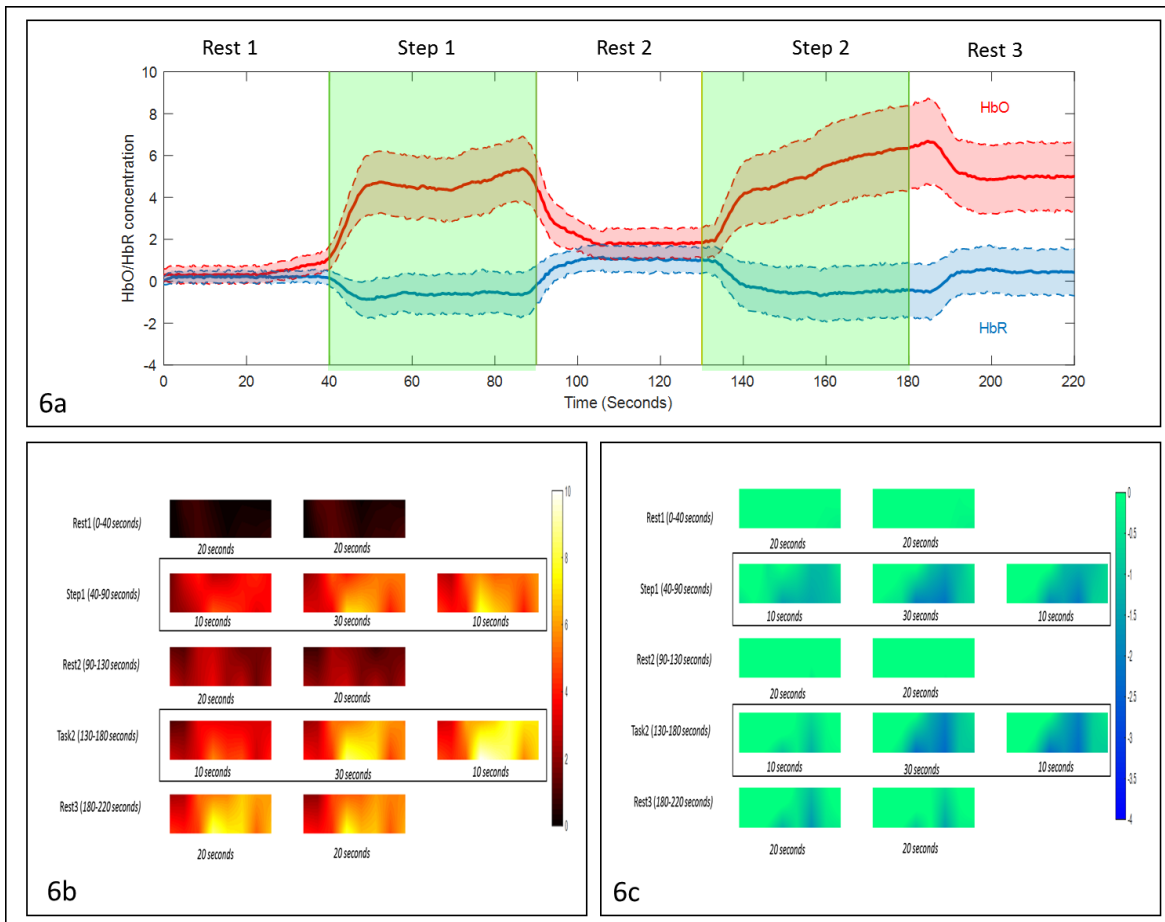 Rest 1 Step 1 Rest 2 Step 2 Rest 3
10
8
6
4
2
0
-2
-4
HbO/HbR concentration
HbO
HbR
0 20 40 60 80 100 120 140 160 180 200 220
Time (Seconds)
6a
Rest1 (0-40 seconds)
20 seconds 20 seconds
Step1 (40-90 seconds)
10 seconds 30 seconds 10 seconds
Rest2 (90-130 seconds)
20 seconds 20 seconds
Task2 (130-180 seconds)
10 seconds 30 seconds 10 seconds
Rest3 (180-220 seconds)
20 seconds 20 seconds
10
8
6
4
2
0
6b
Rest1 (0-40 seconds)
20 seconds 20 seconds
Step1 (40-90 seconds)
10 seconds 30 seconds 10 seconds
Rest2 (90-130 seconds)
20 seconds 20 seconds
Task2 (130-180 seconds)
10 seconds 30 seconds 10 seconds
Rest3 (180-220 seconds)
20 seconds 20 seconds
0
-0.5
-1
-1.5
-2
-2.5
-3
-3.5
-4
6c